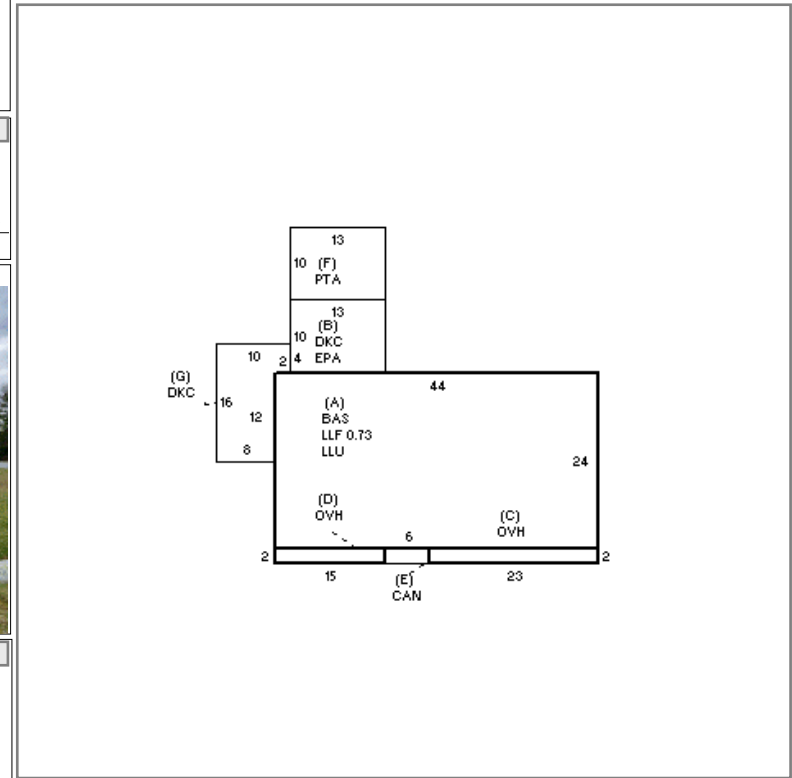 13
10 (F)
PTA
13
(B)
10 DKC
2 4 EPA
10
(G)
DKC
16
12
8
44
(A)
BAS
LLF 0.73
LLU
24
(D)
OVH
6
(C)
OVH
2
2
15
(E)
CAN
23